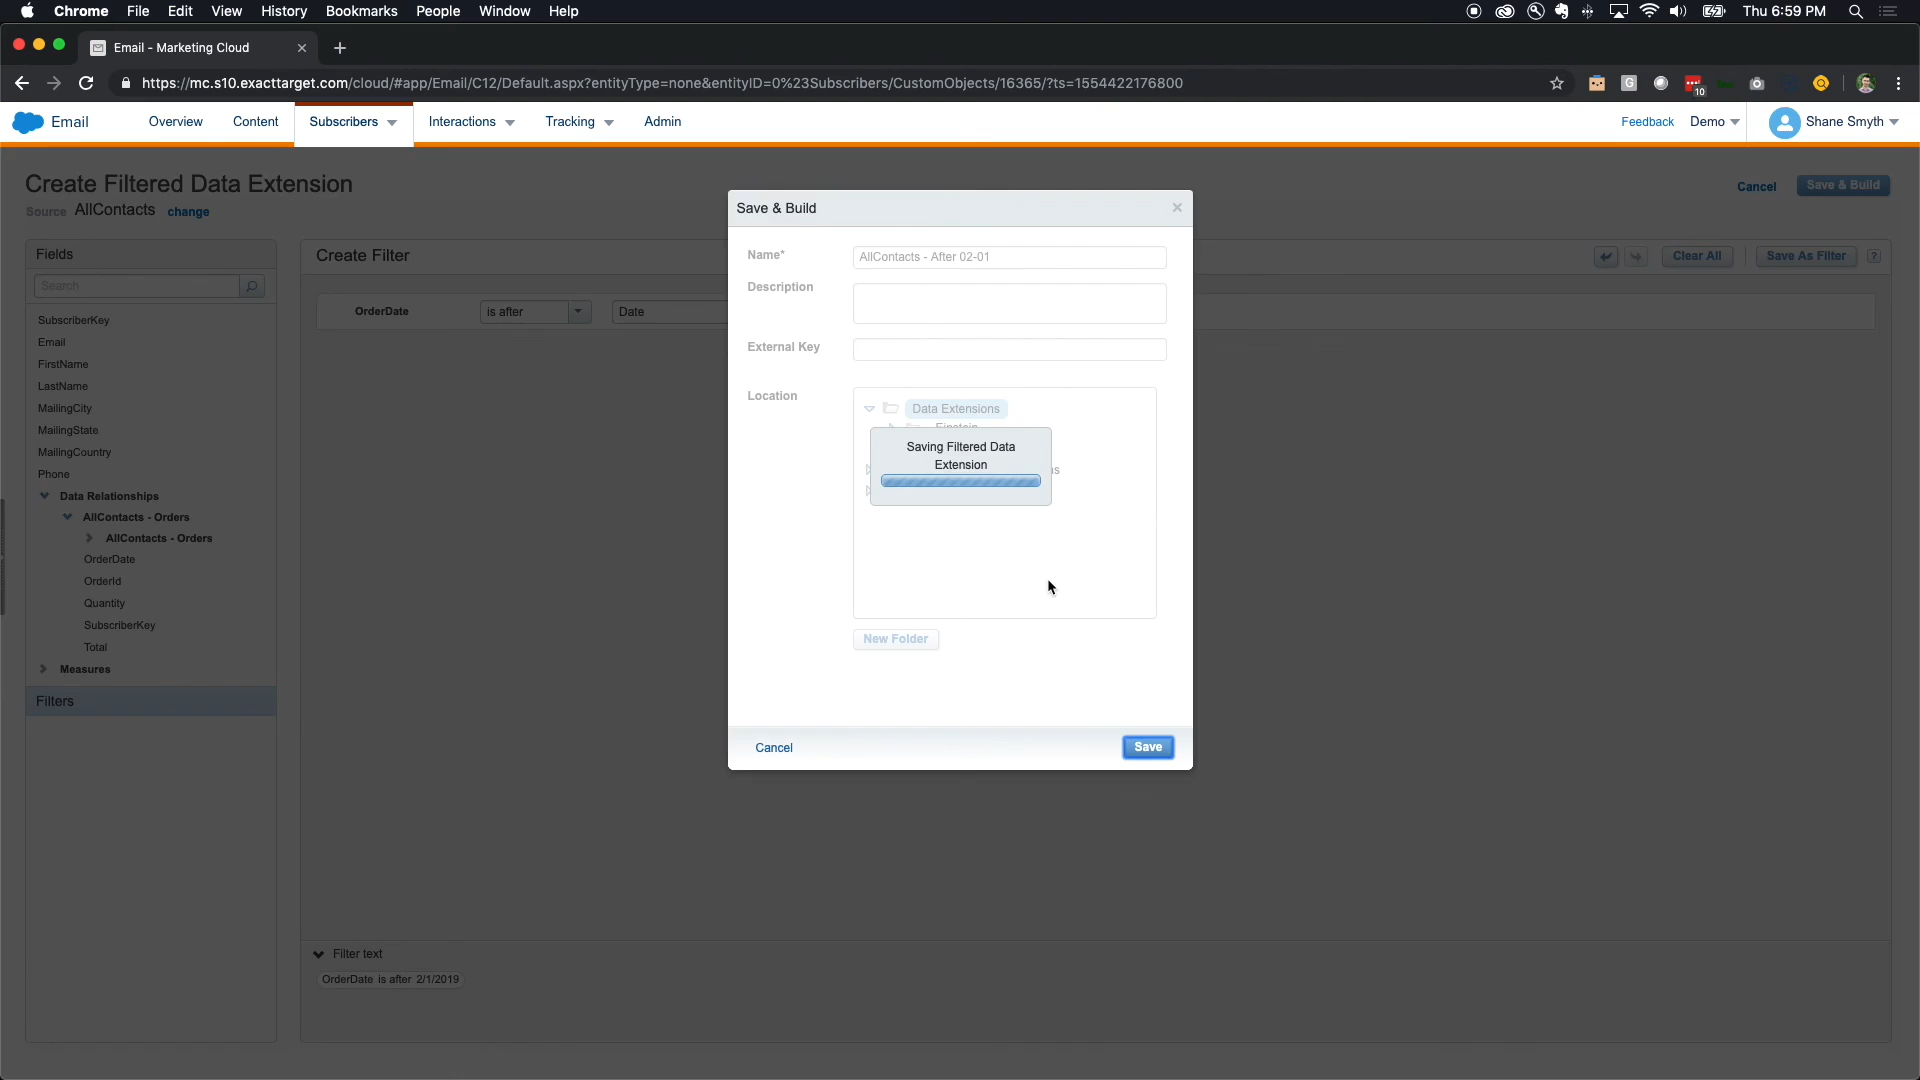 Chrome File Edit View History Bookmarks People Window Help Thu 6:59 PM
Email - Marketing Cloud
https://mc.s10.exacttarget.com/cloud/#app/Email/C12/Default.aspx?entityType=none&entityID=0%23Subscribers/CustomObjects/16365/?ts=1554422176800
10
Email Overview Content Subscribers Interactions Tracking Admin Feedback Demo Shane Smyth
Create Filtered Data Extension
Source AllContacts change
Cancel Save & Build
Fields
Search
SubscriberKey
Email
FirstName
LastName
MailingCity
MailingState
MailingCountry
Phone
Data Relationships
AllContacts - Orders
AllContacts - Orders
OrderDate
OrderId
Quantity
SubscriberKey
Total
Measures
Filters
Create Filter
Clear All Save As Filter ?
OrderDate is after Date
Save & Build
Name* AllContacts - After 02-01
Description
External Key
Location
Data Extensions
Einstein
Saving Filtered Data
Extension
ns
New Folder
Cancel Save
Filter text
OrderDate is after 2/1/2019